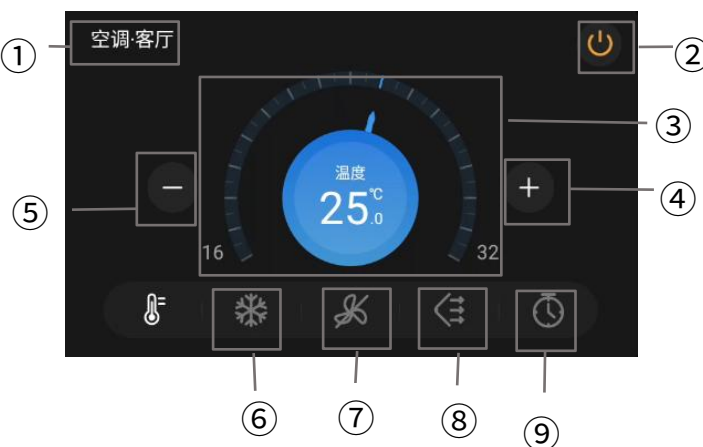 ① 空调·客厅 ②
③
温度
⑤ − 25.0℃ + ④
16 32
⑥ ⑦ ⑧ ⑨